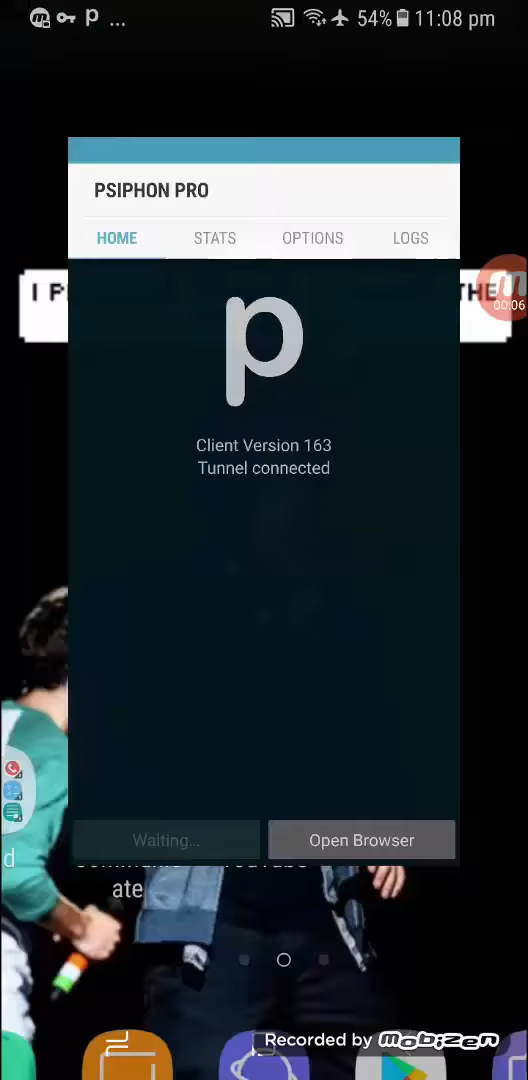 54% 11:08 pm
PSIPHON PRO
HOME STATS OPTIONS LOGS
I P THE
00:06
p
Client Version 163
Tunnel connected
Waiting... Open Browser
d
ate
Recorded by Mobizen